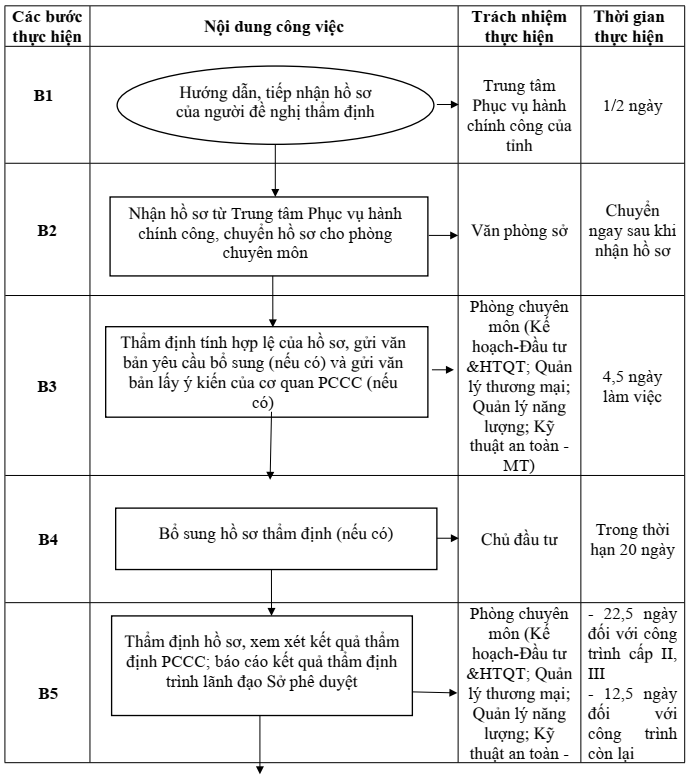 Các bước
thực hiện
Nội dung công việc
Trách nhiệm
thực hiện
Thời gian
thực hiện
B1
Hướng dẫn, tiếp nhận hồ sơ
của người đề nghị thẩm định
Trung tâm
Phục vụ hành
chính công của
tỉnh
1/2 ngày
B2
Nhận hồ sơ từ Trung tâm Phục vụ hành
chính công, chuyển hồ sơ cho phòng
chuyên môn
Văn phòng sở
Chuyển
ngay sau khi
nhận hồ sơ
B3
Thẩm định tính hợp lệ của hồ sơ, gửi văn
bản yêu cầu bổ sung (nếu có) và gửi văn
bản lấy ý kiến của cơ quan PCCC (nếu
có)
Phòng chuyên
môn (Kế
hoạch-Đầu tư
&HTQT; Quản
lý thương mại;
Quản lý năng
lượng; Kỹ
thuật an toàn -
MT)
4,5 ngày
làm việc
B4
Bổ sung hồ sơ thẩm định (nếu có)
Chủ đầu tư
Trong thời
hạn 20 ngày
B5
Thẩm định hồ sơ, xem xét kết quả thẩm
định PCCC; báo cáo kết quả thẩm định
trình lãnh đạo Sở phê duyệt
Phòng chuyên
môn (Kế
hoạch-Đầu tư
&HTQT; Quản
lý thương mại;
Quản lý năng
lượng; Kỹ
thuật an toàn -
- 22,5 ngày
đối với công
trình cấp II,
III
- 12,5 ngày
đối với
công trình
còn lại